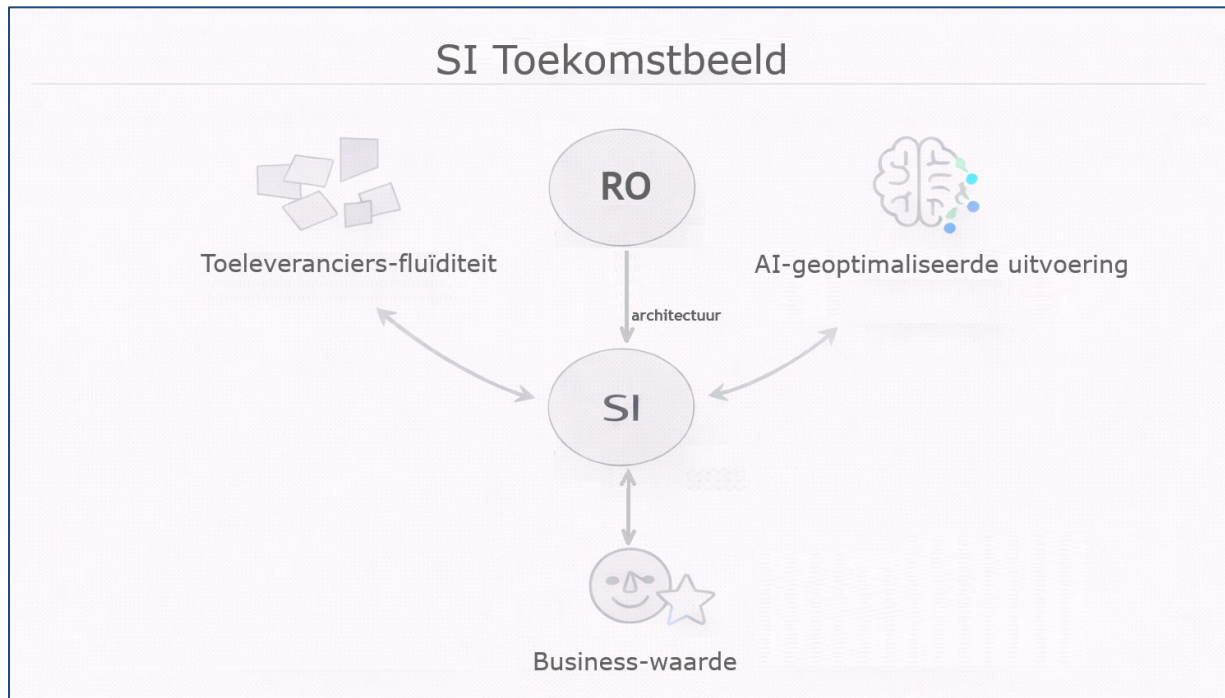 SI Toekomstbeeld
RO
Toeleveranciers-fluïditeit
AI-geoptimaliseerde uitvoering
architectuur
SI
Business-waarde